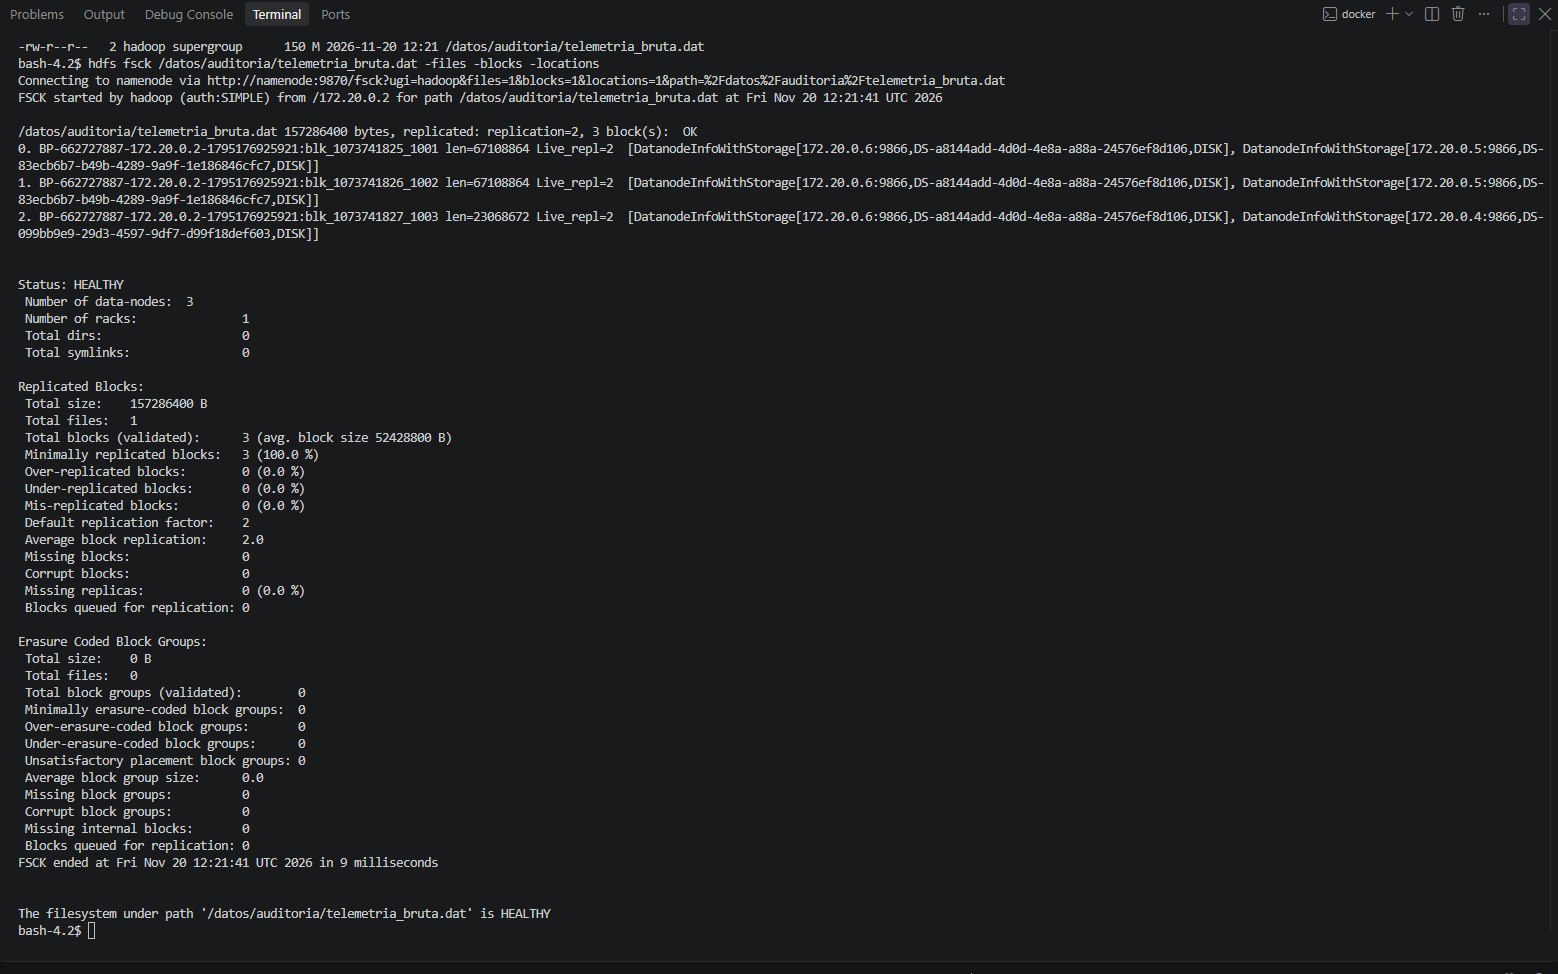 Problems Output Debug Console Terminal Ports docker
-rw-r--r--   2 hadoop supergroup      150 M 2026-11-20 12:21 /datos/auditoria/telemetria_bruta.dat
bash-4.2$ hdfs fsck /datos/auditoria/telemetria_bruta.dat -files -blocks -locations
Connecting to namenode via http://namenode:9870/fsck?ugi=hadoop&files=1&blocks=1&locations=1&path=%2Fdatos%2Fauditoria%2Ftelemetria_bruta.dat
FSCK started by hadoop (auth:SIMPLE) from /172.20.0.2 for path /datos/auditoria/telemetria_bruta.dat at Fri Nov 20 12:21:41 UTC 2026
/datos/auditoria/telemetria_bruta.dat 157286400 bytes, replicated: replication=2, 3 block(s):  OK
0. BP-662727887-172.20.0.2-1795176925921:blk_1073741825_1001 len=67108864 Live_repl=2  [DatanodeInfoWithStorage[172.20.0.6:9866,DS-a8144add-4d0d-4e8a-a88a-24576ef8d106,DISK], DatanodeInfoWithStorage[172.20.0.5:9866,DS-
83ecb6b7-b49b-4289-9a9f-1e186846cfc7,DISK]]
1. BP-662727887-172.20.0.2-1795176925921:blk_1073741826_1002 len=67108864 Live_repl=2  [DatanodeInfoWithStorage[172.20.0.6:9866,DS-a8144add-4d0d-4e8a-a88a-24576ef8d106,DISK], DatanodeInfoWithStorage[172.20.0.5:9866,DS-
83ecb6b7-b49b-4289-9a9f-1e186846cfc7,DISK]]
2. BP-662727887-172.20.0.2-1795176925921:blk_1073741827_1003 len=23068672 Live_repl=2  [DatanodeInfoWithStorage[172.20.0.6:9866,DS-a8144add-4d0d-4e8a-a88a-24576ef8d106,DISK], DatanodeInfoWithStorage[172.20.0.4:9866,DS-
099bb9e9-29d3-4597-9df7-d99f18def603,DISK]]
Status: HEALTHY
 Number of data-nodes:  3
 Number of racks:               1
 Total dirs:                    0
 Total symlinks:                0
Replicated Blocks:
 Total size:    157286400 B
 Total files:   1
 Total blocks (validated):      3 (avg. block size 52428800 B)
 Minimally replicated blocks:   3 (100.0 %)
 Over-replicated blocks:        0 (0.0 %)
 Under-replicated blocks:       0 (0.0 %)
 Mis-replicated blocks:         0 (0.0 %)
 Default replication factor:    2
 Average block replication:     2.0
 Missing blocks:                0
 Corrupt blocks:                0
 Missing replicas:              0 (0.0 %)
 Blocks queued for replication: 0
Erasure Coded Block Groups:
 Total size:    0 B
 Total files:   0
 Total block groups (validated):        0
 Minimally erasure-coded block groups:  0
 Over-erasure-coded block groups:       0
 Under-erasure-coded block groups:      0
 Unsatisfactory placement block groups: 0
 Average block group size:      0.0
 Missing block groups:          0
 Corrupt block groups:          0
 Missing internal blocks:       0
 Blocks queued for replication: 0
FSCK ended at Fri Nov 20 12:21:41 UTC 2026 in 9 milliseconds
The filesystem under path '/datos/auditoria/telemetria_bruta.dat' is HEALTHY
bash-4.2$